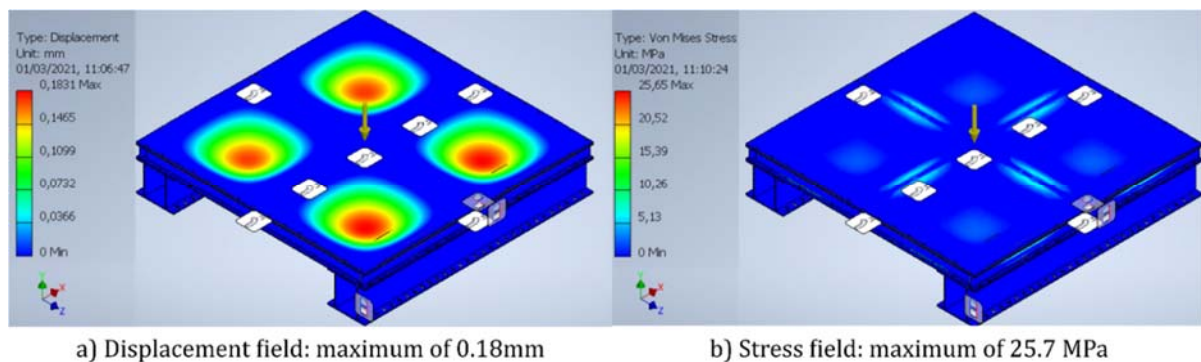 Type: Displacement
Unit: mm
01/03/2021, 11:06:47
0,1831 Max
0,1465
0,1099
0,0732
0,0366
0 Min
Y
X
Z
Type: Von Mises Stress
Unit: MPa
01/03/2021, 11:10:24
25,65 Max
20,52
15,39
10,26
5,13
0 Min
Y
X
Z
a) Displacement field: maximum of 0.18mm
b) Stress field: maximum of 25.7 MPa